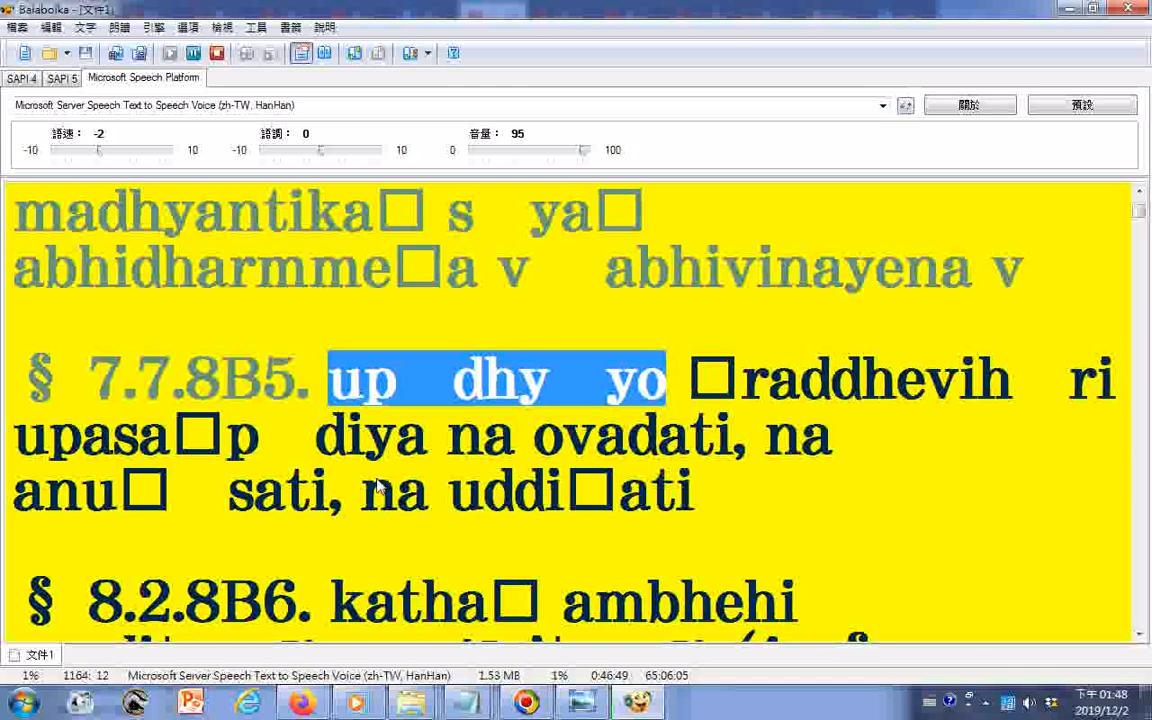 Balabolka - [文件1]
檔案 編輯 文字 朗讀 引擎 選項 檢視 工具 書籤 說明
SAPI 4 SAPI 5 Microsoft Speech Platform
Microsoft Server Speech Text to Speech Voice (zh-TW, HanHan) 關於 預設
語速： -2 語調： 0 音量： 95
-10 10 -10 10 0 100
madhyantika□ s ya□
abhidharmme□a v abhivinayena v
§ 7.7.8B5. up dhy yo □raddhevih ri
upasa□p diya na ovadati, na
anu□ sati, na uddi□ati
§ 8.2.8B6. katha□ ambhehi
文件1
1% 1164: 12 Microsoft Server Speech Text to Speech Voice (zh-TW, HanHan) 1.53 MB 1% 0:46:49 65:06:05
下午 01:48
2019/12/2